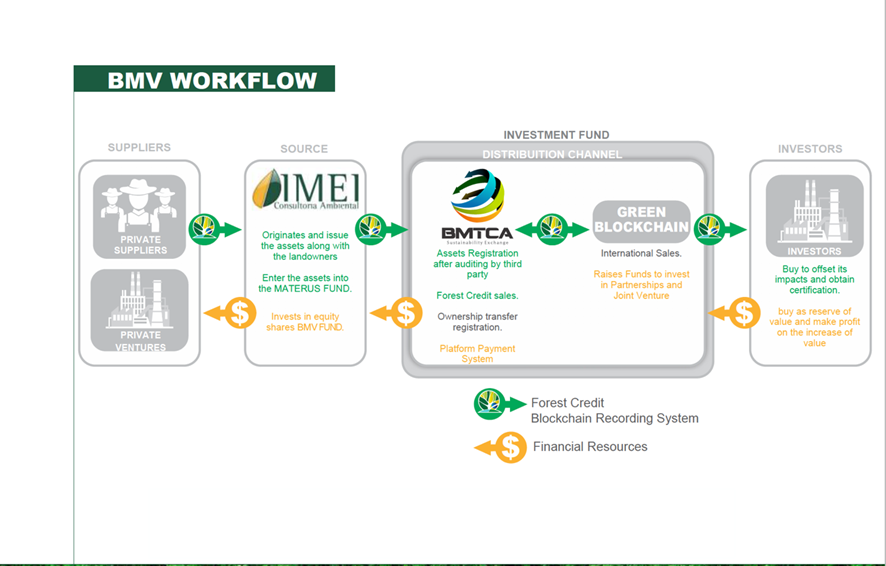 BMV WORKFLOW
SUPPLIERS
PRIVATE
SUPPLIERS
PRIVATE
VENTURES
SOURCE
IMEI
Consultoria Ambiental
Originates and issue
the assets along with
the landowners
Enter the assets into
the MATERUS FUND.
Invests in equity
shares BMV FUND.
INVESTMENT FUND
DISTRIBUITION CHANNEL
BMTCA
Sustainability Exchange
Assets Registration
after auditing by third
party
Forest Credit sales.
Ownership transfer
registration.
Platform Payment
System
GREEN
BLOCKCHAIN
International Sales.
Raises Funds to invest
in Partnerships and
Joint Venture
INVESTORS
INVESTORS
Buy to offset its
impacts and obtain
certification.
buy as reserve of
value and make profit
on the increase of
value
Forest Credit
Blockchain Recording System
$ Financial Resources